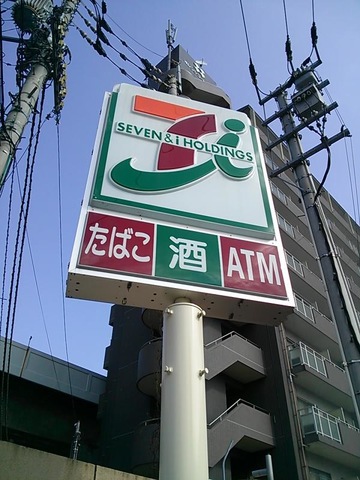 SEVEN & i HOLDINGS
たばこ 酒 ATM